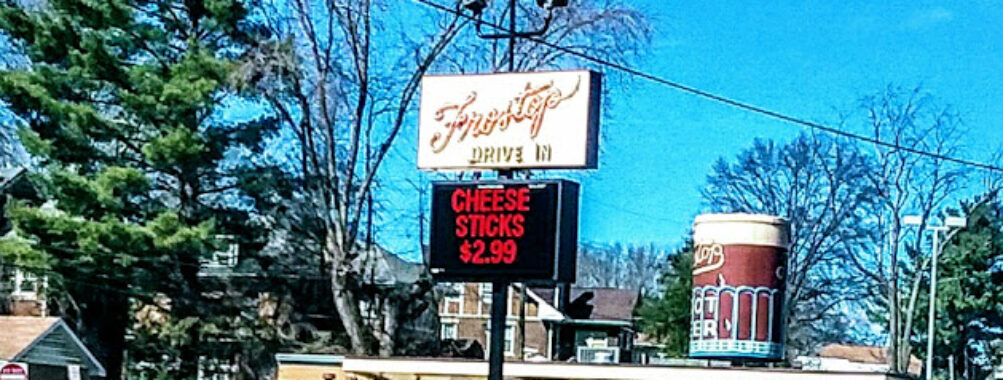 Frostop
DRIVE IN
CHEESE
STICKS
$2.99